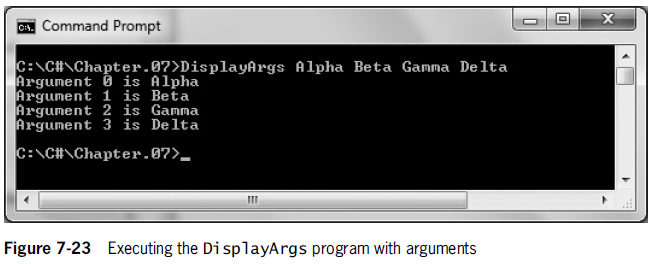 Command Prompt
C:\C#\Chapter.07>DisplayArgs Alpha Beta Gamma Delta
Argument 0 is Alpha
Argument 1 is Beta
Argument 2 is Gamma
Argument 3 is Delta
C:\C#\Chapter.07>_
Figure 7-23 Executing the DisplayArgs program with arguments